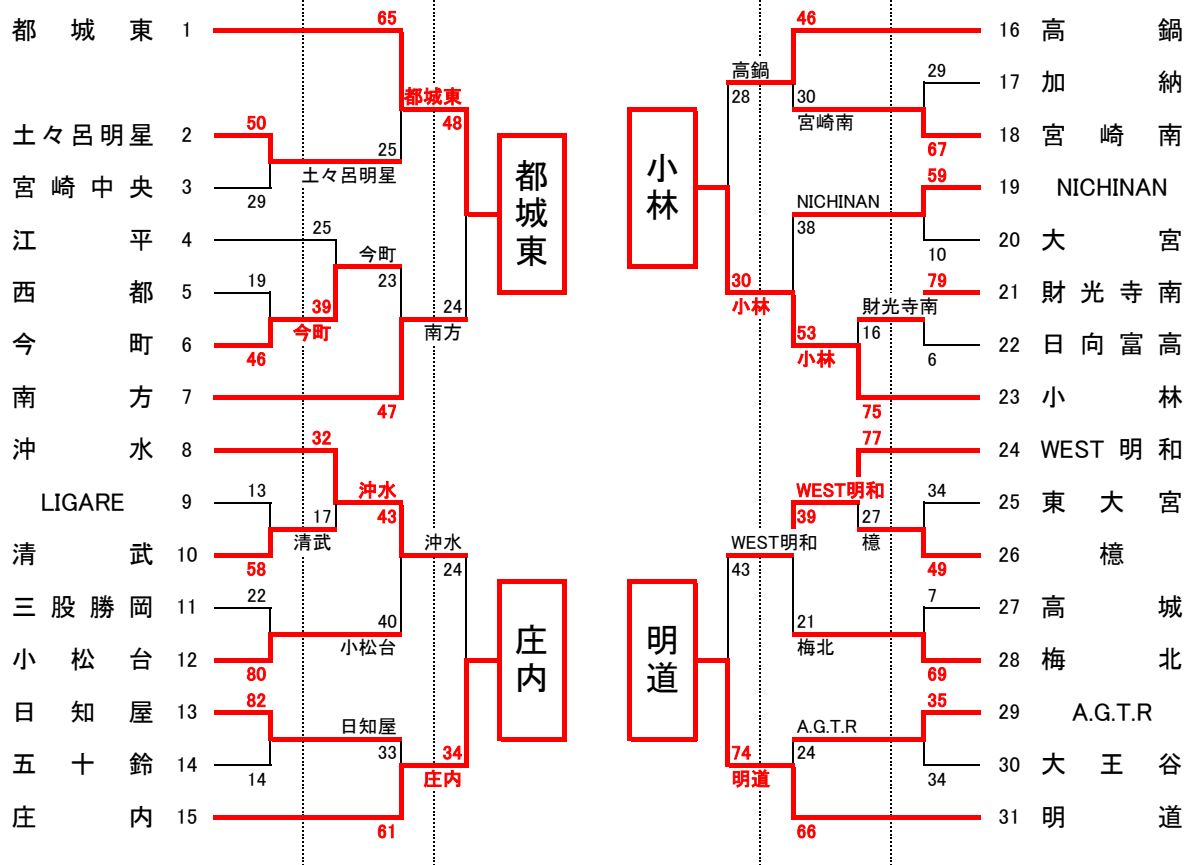 65
都城東 1
都城東
48
50
土々呂明星 2
25
土々呂明星
宮崎中央 3
29
都城東
江平 4
25
今町
23
西都 5
19
39
今町
24
南方
今町 6
46
南方 7
47
沖水 8
32
沖水
43
LIGARE 9
13
17
清武
清武 10
58
沖水
24
三股勝岡 11
22
40
小松台
小松台 12
80
庄内
日知屋 13
82
日知屋
33
五十鈴 14
14
34
庄内
庄内 15
61
46
16 高鍋
高鍋
28
29
17 加納
30
宮崎南
18 宮崎南
67
小林
59
19 NICHINAN
NICHINAN
38
20 大宮
10
79
21 財光寺南
30
小林
財光寺南
16
22 日向富高
6
53
小林
23 小林
75
77
24 WEST明和
WEST明和
39
34
25 東大宮
27
檍
26 檍
49
WEST明和
43
7
27 高城
21
梅北
28 梅北
69
明道
35
29 A.G.T.R
A.G.T.R
24
30 大王谷
34
74
明道
31 明道
66